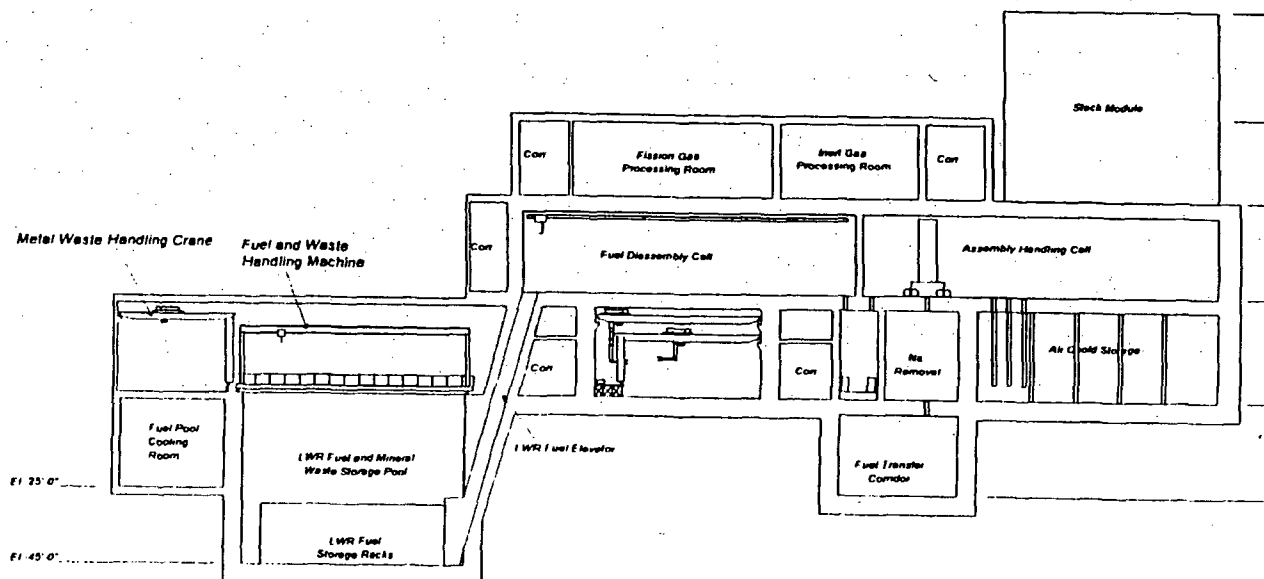 Stack Module
Corr
Fission Gas
Processing Room
Inert Gas
Processing Room
Corr
Metal Waste Handling Crane
Fuel and Waste
Handling Machine
Corr
Fuel Disassembly Cell
Assembly Handling Cell
Corr
Corr
Na
Removal
Air Coold Storage
Fuel Pool
Cooling
Room
LWR Fuel and Mineral
Waste Storage Pool
LWR Fuel Elevator
Fuel Transfer
Corridor
El -25'-0"
LWR Fuel
Storage Racks
El -45'-0"